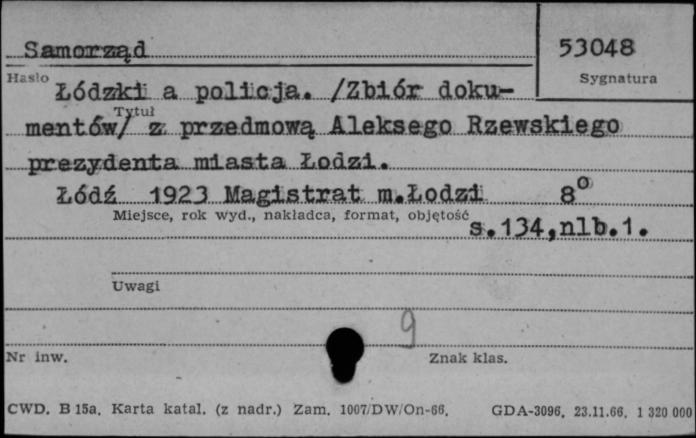 Samorząd
53048
Hasło
Sygnatura
Łódzki a policja. /Zbiór doku-
Tytuł
mentów/ z przedmową Aleksego Rzewskiego
prezydenta miasta Łodzi.
Łódź 1923 Magistrat m.Łodzi 8°
Miejsce, rok wyd., nakładca, format, objętość
s.134,nlb.1.
Uwagi
9
Nr inw.
Znak klas.
CWD. B 15a. Karta katal. (z nadr.) Zam. 1007/DW/On-66. GDA-3096. 23.11.66. 1 320 000